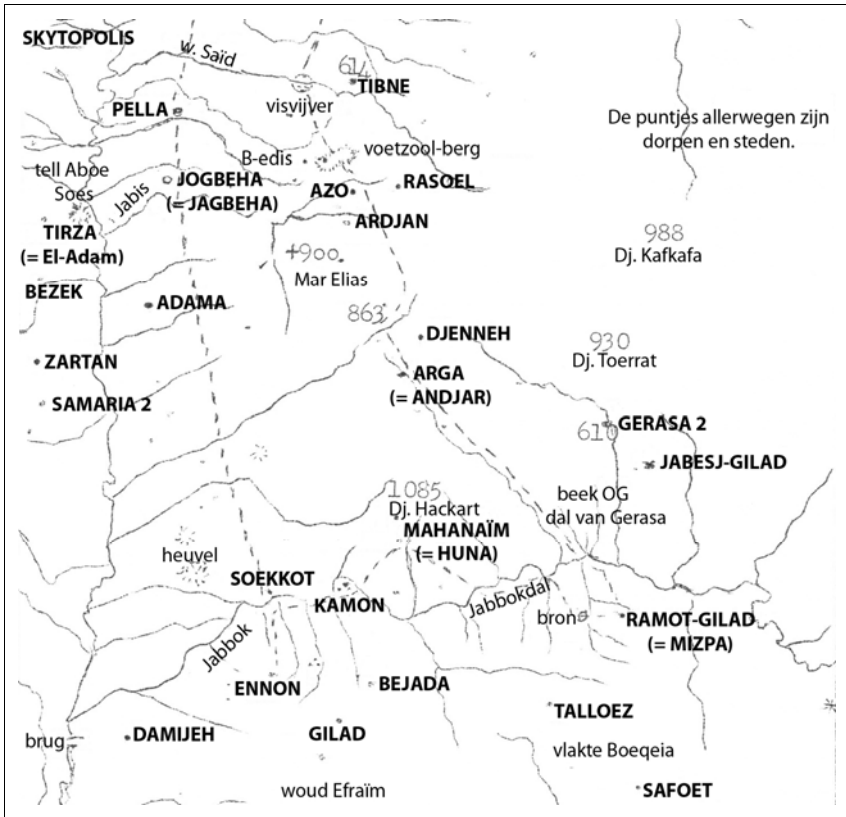 SKYTOPOLIS
w. Saïd
614
TIBNE
visvijver
PELLA
De puntjes allerwegen zijn
dorpen en steden.
B-edis
voetzool-berg
tell Aboe
Soes
Jabis
JOGBEHA
(= JAGBEHA)
AZO
RASOEL
ARDJAN
TIRZA
(= El-Adam)
988
Dj. Kafkafa
+900
Mar Elias
BEZEK
ADAMA
863
DJENNEH
930
Dj. Toerrat
ZARTAN
ARGA
(= ANDJAR)
SAMARIA 2
GERASA 2
610
JABESJ-GILAD
1085
Dj. Hackart
beek OG
dal van Gerasa
MAHANAÏM
(= HUNA)
heuvel
SOEKKOT
KAMON
Jabbokdal
bron
RAMOT-GILAD
(= MIZPA)
Jabbok
ENNON
BEJADA
TALLOEZ
brug
DAMIJEH
GILAD
vlakte Boeqeia
woud Efraïm
SAFOET